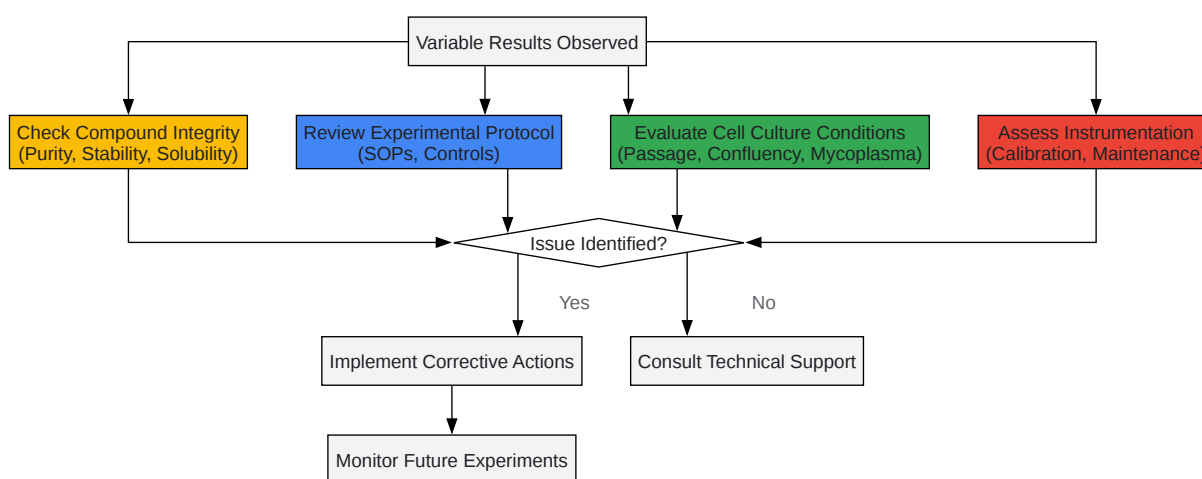 Variable Results Observed
Check Compound Integrity
(Purity, Stability, Solubility)
Review Experimental Protocol
(SOPs, Controls)
Evaluate Cell Culture Conditions
(Passage, Confluency, Mycoplasma)
Assess Instrumentation
(Calibration, Maintenance)
Issue Identified?
Yes
No
Implement Corrective Actions
Consult Technical Support
Monitor Future Experiments